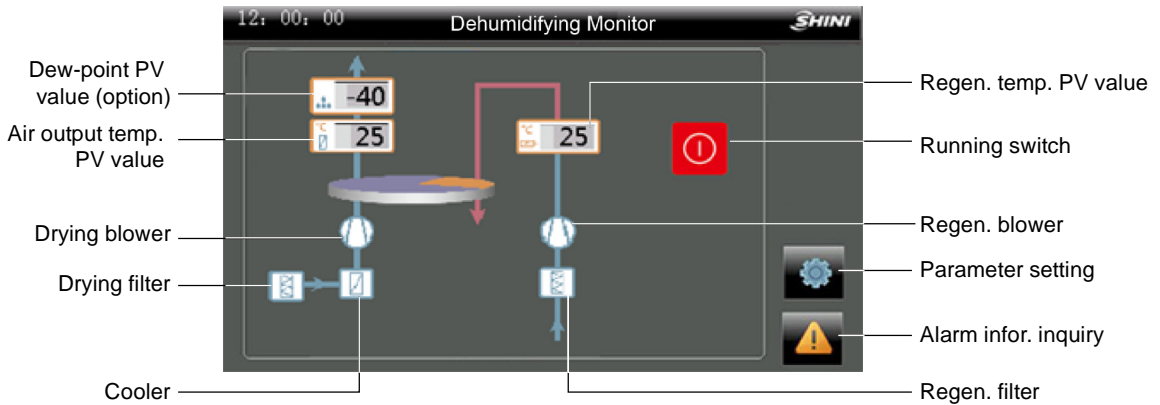 12: 00: 00
Dehumidifying Monitor
SHINI
Dew-point PV
value (option)
-40
Air output temp.
PV value
°C
25
°C
25
Regen. temp. PV value
Running switch
Drying blower
Regen. blower
Drying filter
Parameter setting
Alarm infor. inquiry
Cooler
Regen. filter